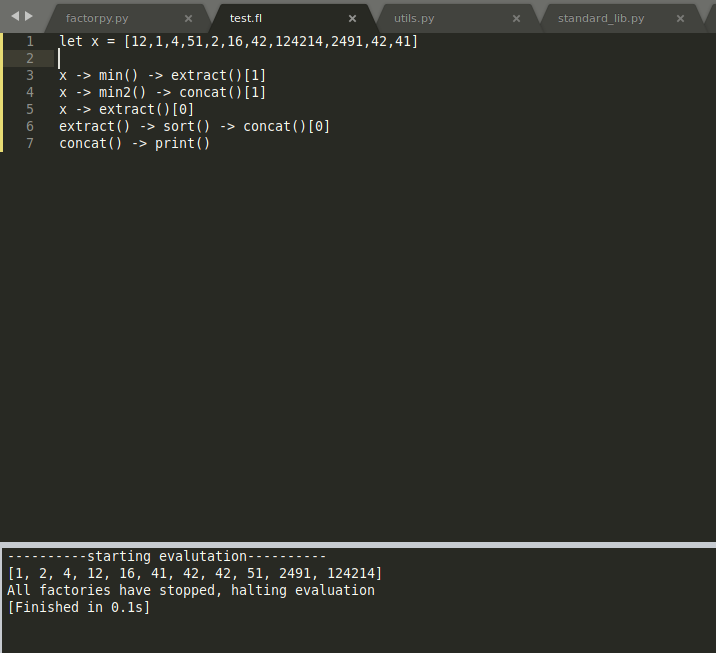 factorpy.py × test.fl × utils.py × standard_lib.py ×
1 let x = [12,1,4,51,2,16,42,124214,2491,42,41]
2
3 x -> min() -> extract()[1]
4 x -> min2() -> concat()[1]
5 x -> extract()[0]
6 extract() -> sort() -> concat()[0]
7 concat() -> print()
----------starting evalutation----------
[1, 2, 4, 12, 16, 41, 42, 42, 51, 2491, 124214]
All factories have stopped, halting evaluation
[Finished in 0.1s]